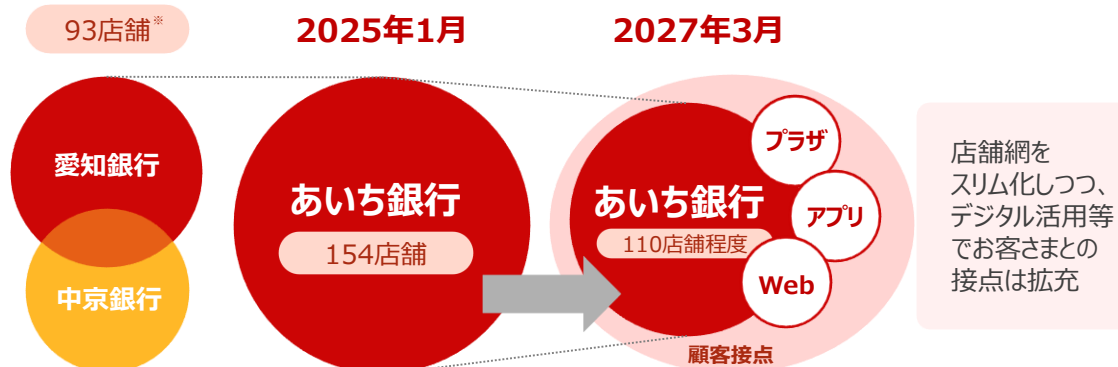 93店舗※
愛知銀行
中京銀行
2025年1月
あいち銀行
154店舗
2027年3月
あいち銀行
110店舗程度
プラザ
アプリ
Web
顧客接点
店舗網を
スリム化しつつ、
デジタル活用等
でお客さまとの
接点は拡充